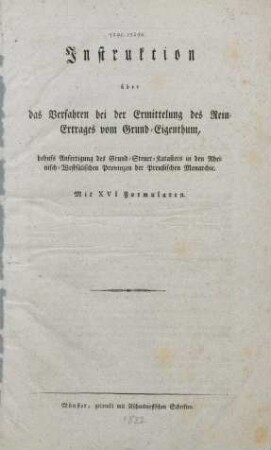 Instruktion
über
das Verfahren bei der Ermittelung des Rein-
Ertrages vom Grund-Eigenthum,
behufs Anfertigung des Grund-Steuer-Katasters in den Rhei
nisch-Westfälischen Provinzen der Preußischen Monarchie.
Mit XVI Formularen.
Münster, gedruckt mit Aschendorffschen Schriften.
1822